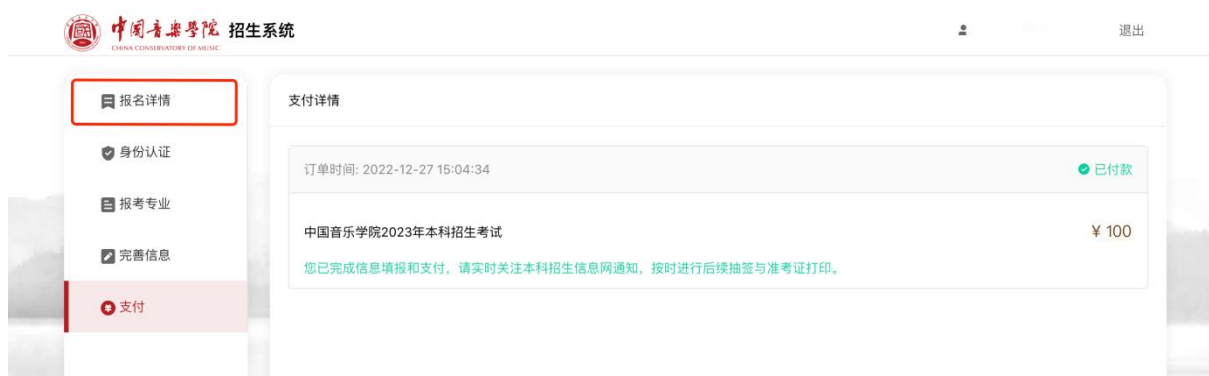 中国音乐学院 招生系统
CHINA CONSERVATORY OF MUSIC
退出
报名详情
身份认证
报考专业
完善信息
支付
支付详情
订单时间: 2022-12-27 15:04:34
已付款
中国音乐学院2023年本科招生考试
¥ 100
您已完成信息填报和支付，请实时关注本科招生信息网通知，按时进行后续抽签与准考证打印。